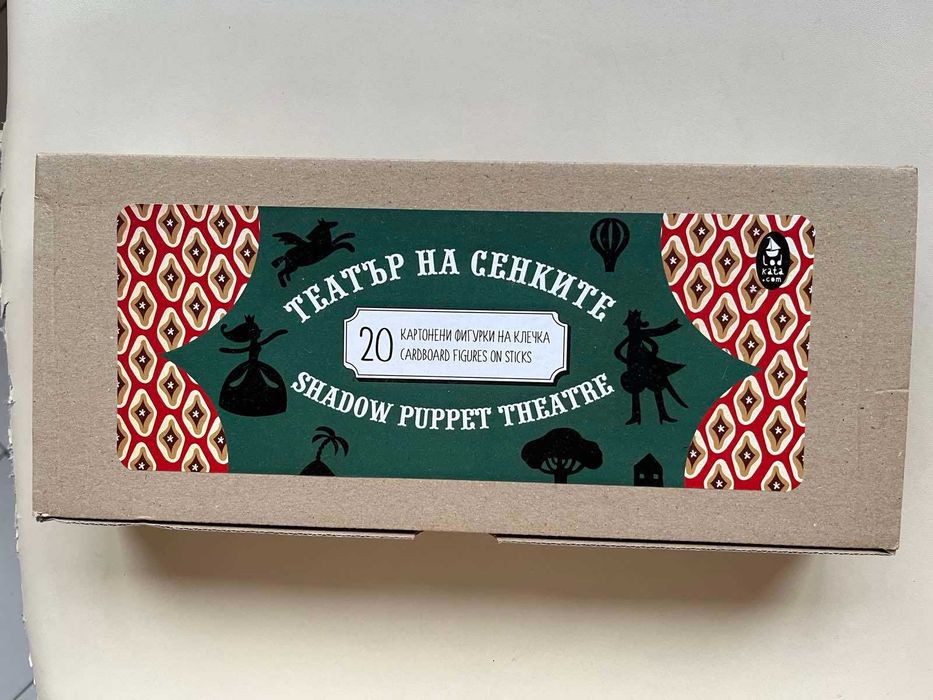 ТЕАТЪР НА СЕНКИТЕ
20
КАРТОНЕНИ ФИГУРКИ НА КЛЕЧКА
CARDBOARD FIGURES ON STICKS
SHADOW PUPPET THEATRE
kata
.com